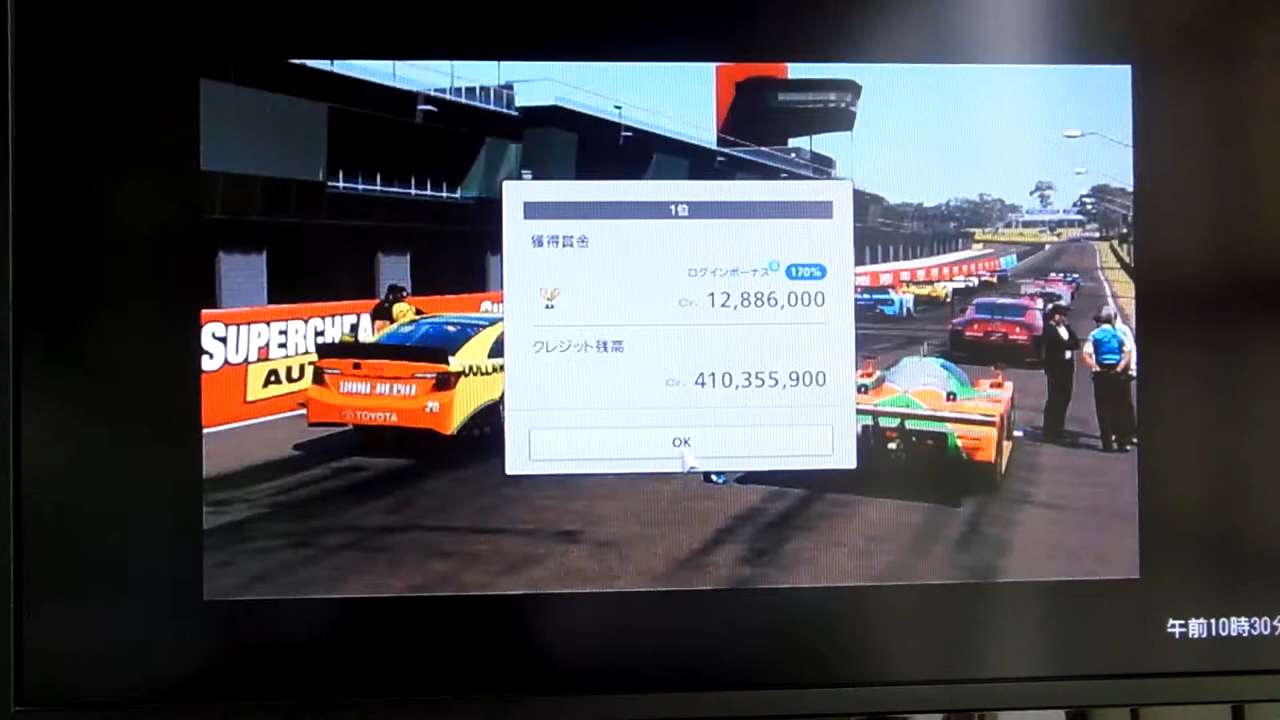 1位
獲得賞金
ログインボーナス 170%
Cr. 12,886,000
クレジット残高
Cr. 410,355,900
OK
SUPERCHEA
AU
TOYOTA
20
午前10時30分